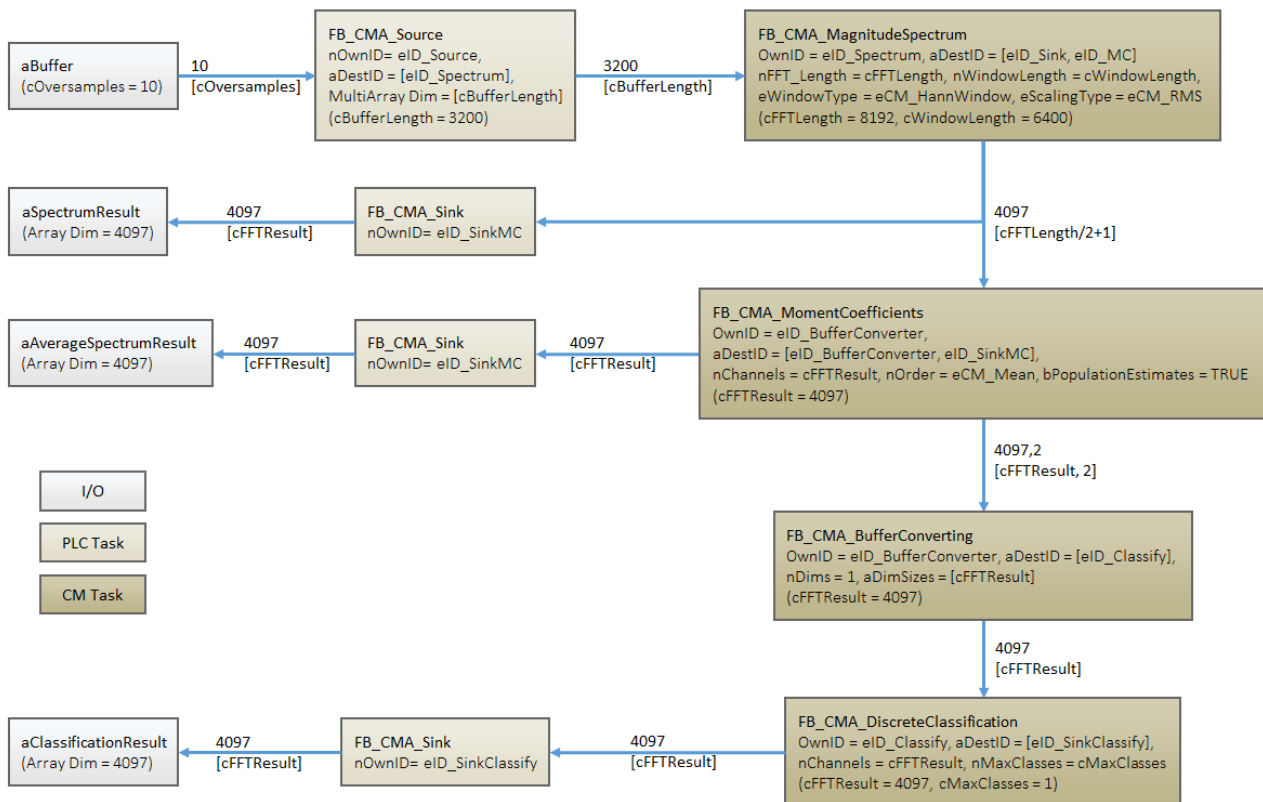 aBuffer
(cOversamples = 10)
10
[cOversamples]
FB_CMA_Source
nOwnID= eID_Source,
aDestID = [eID_Spectrum],
MultiArray Dim = [cBufferLength]
(cBufferLength = 3200)
3200
[cBufferLength]
FB_CMA_MagnitudeSpectrum
OwnID = eID_Spectrum, aDestID = [eID_Sink, eID_MC]
nFFT_Length = cFFTLength, nWindowLength = cWindowLength,
eWindowType = eCM_HannWindow, eScalingType = eCM_RMS
(cFFTLength = 8192, cWindowLength = 6400)
aSpectrumResult
(Array Dim = 4097)
4097
[cFFTResult]
FB_CMA_Sink
nOwnID= eID_SinkMC
4097
[cFFTLength/2+1]
aAverageSpectrumResult
(Array Dim = 4097)
4097
[cFFTResult]
FB_CMA_Sink
nOwnID= eID_SinkMC
4097
[cFFTResult]
FB_CMA_MomentCoefficients
OwnID = eID_BufferConverter,
aDestID = [eID_BufferConverter, eID_SinkMC],
nChannels = cFFTResult, nOrder = eCM_Mean, bPopulationEstimates = TRUE
(cFFTResult = 4097)
4097,2
[cFFTResult, 2]
I/O
PLC Task
CM Task
FB_CMA_BufferConverting
OwnID = eID_BufferConverter, aDestID = [eID_Classify],
nDims = 1, aDimSizes = [cFFTResult]
(cFFTResult = 4097)
4097
[cFFTResult]
aClassificationResult
(Array Dim = 4097)
4097
[cFFTResult]
FB_CMA_Sink
nOwnID= eID_SinkClassify
4097
[cFFTResult]
FB_CMA_DiscreteClassification
OwnID = eID_Classify, aDestID = [eID_SinkClassify],
nChannels = cFFTResult, nMaxClasses = cMaxClasses
(cFFTResult = 4097, cMaxClasses = 1)